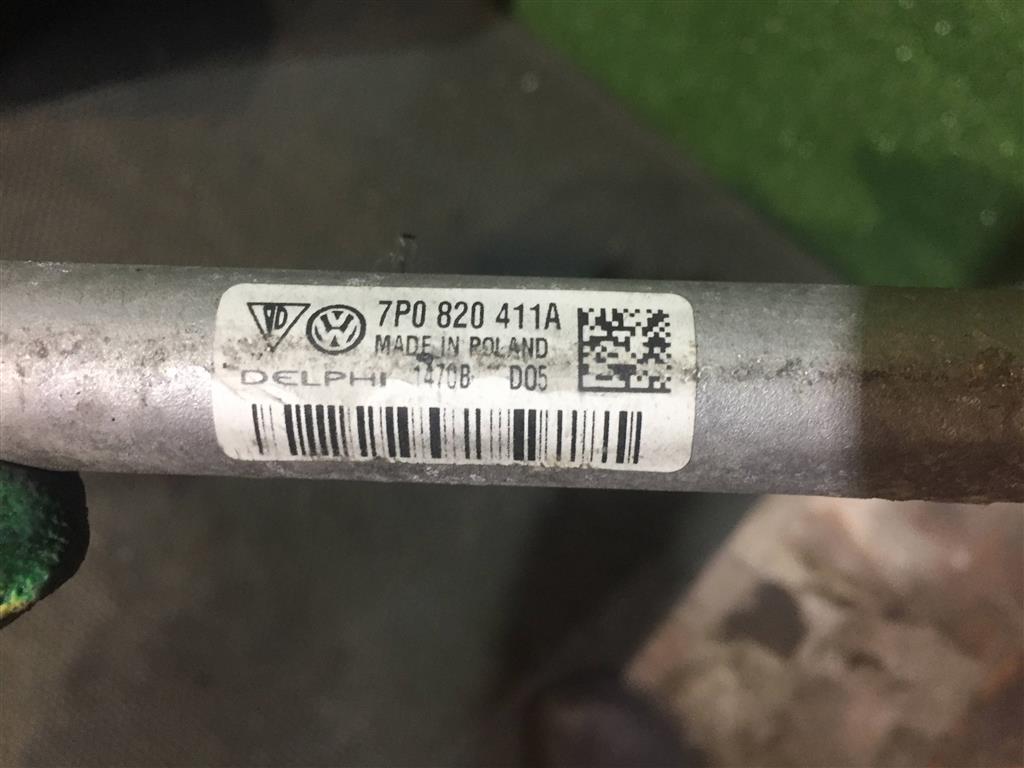 7P0 820 411A
MADE IN POLAND
DELPHI 1470B D05